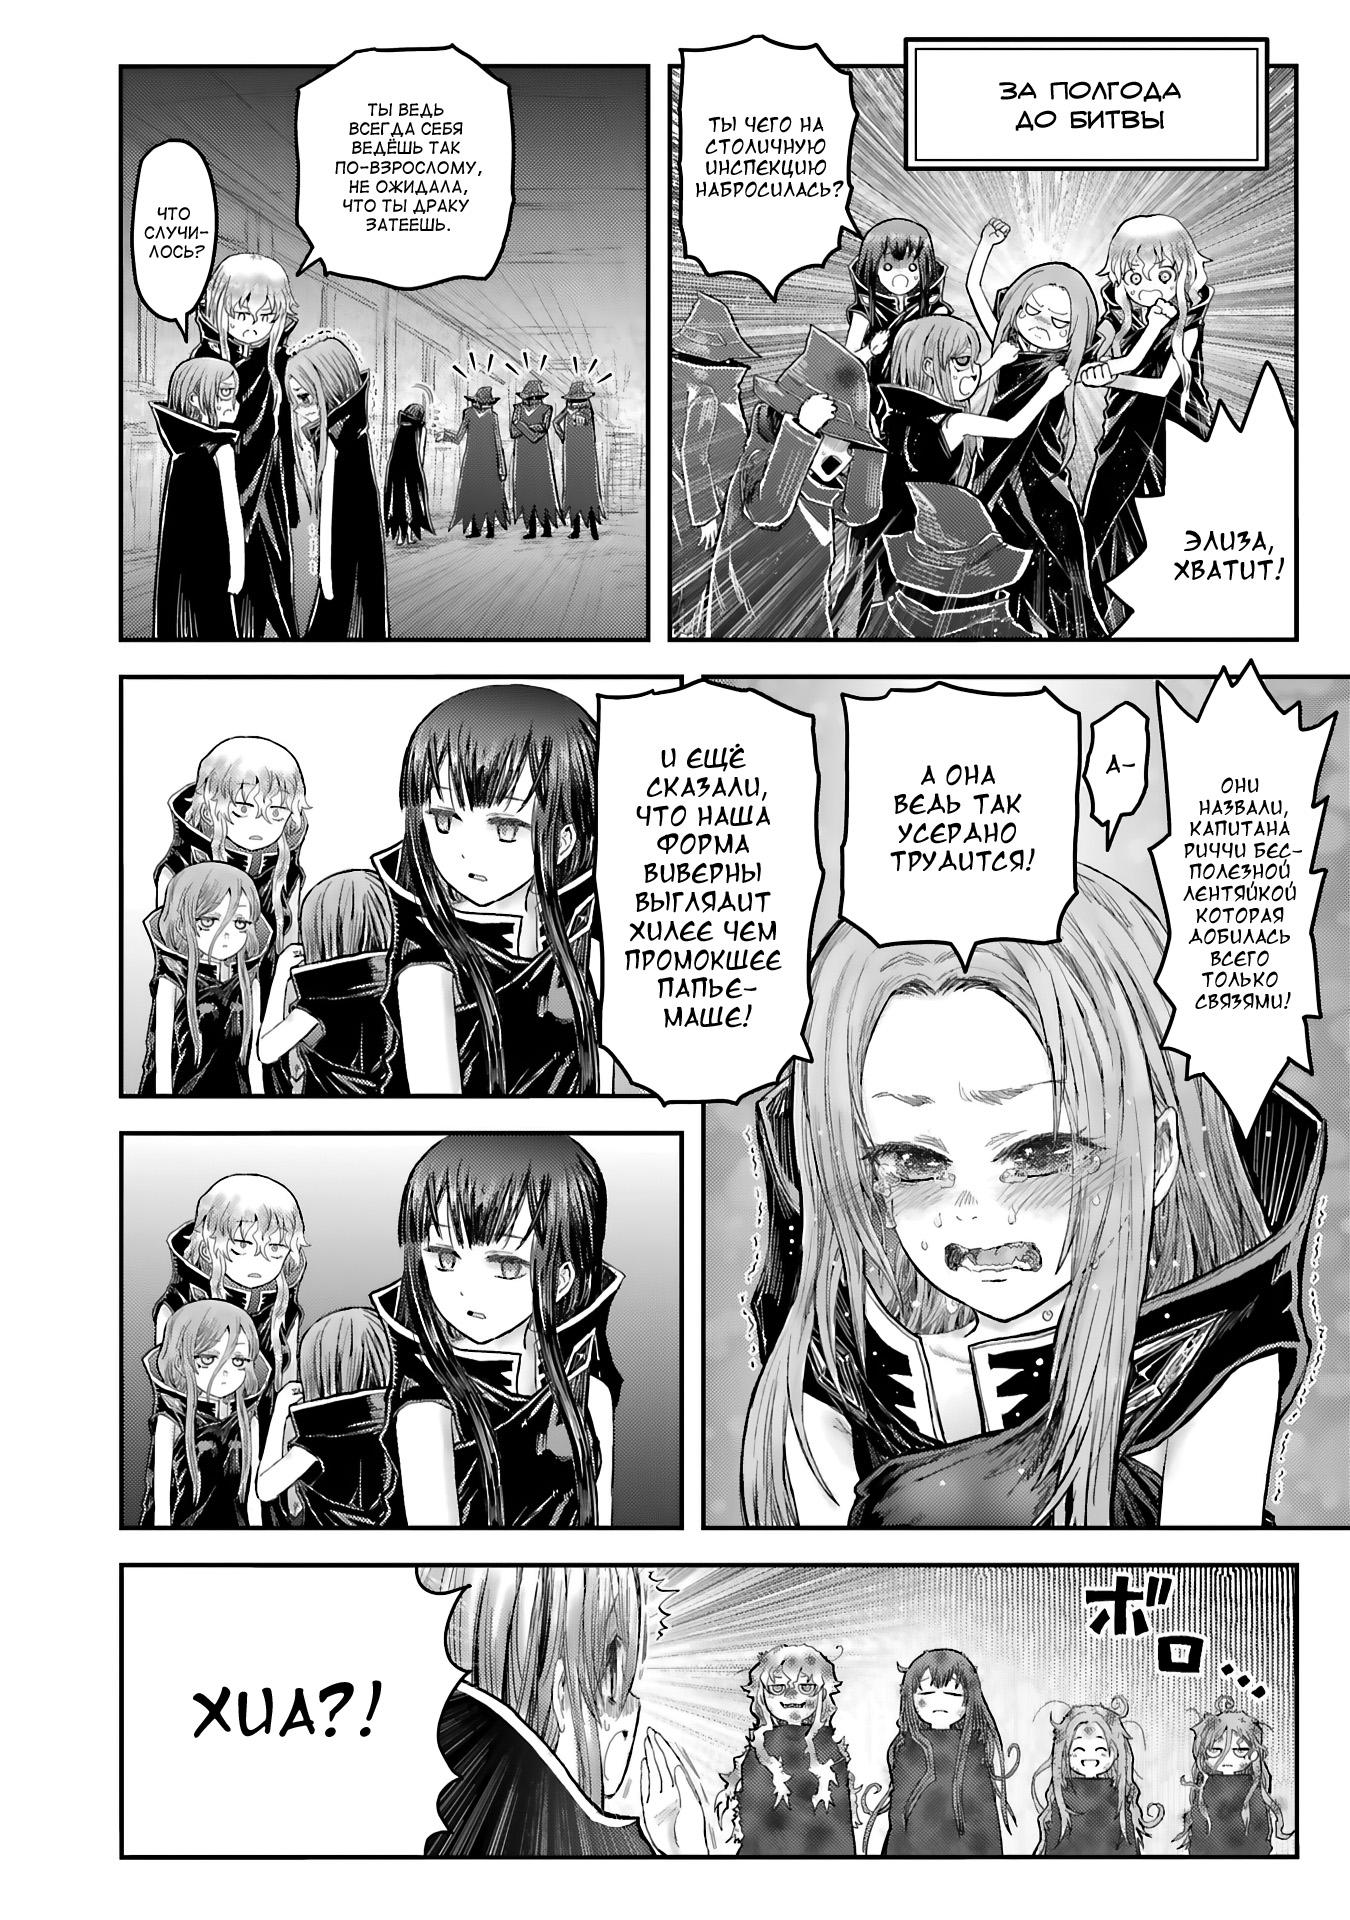 ЗА ПОЛГОДА
ДО БИТВЫ
ТЫ ЧЕГО НА
СТОЛИЧНУЮ
ИНСПЕКЦИЮ
НАБРОСИЛАСЬ?
ЭЛИЗА,
ХВАТИТ!
ТЫ ВЕДЬ
ВСЕГДА СЕБЯ
ВЕДЁШЬ ТАК
ПО-ВЗРОСЛОМУ,
НЕ ОЖИДАЛА,
ЧТО ТЫ ДРАКУ
ЗАТЕЕШЬ.
ЧТО
СЛУЧИ-
ЛОСЬ?
ОНИ
НАЗВАЛИ,
КАПИТАНА
РИЧЧИ БЕС-
ПОЛЕЗНОЙ
ЛЕНТЯЙКОЙ
КОТОРАЯ
ДОБИЛАСЬ
ВСЕГО
ТОЛЬКО
СВЯЗЯМИ!
А-
А ОНА
ВЕДЬ ТАК
УСЕРАНО
ТРУДИТСЯ!
И ЕЩЁ
СКАЗАЛИ,
ЧТО НАША
ФОРМА
ВИВЕРНЫ
ВЫГЛЯДИТ
ХИЛЕЕ ЧЕМ
ПРОМОКШЕЕ
ПАПЬЕ-
МАШЕ!
ボロ…
ХИА?!